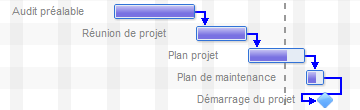 Audit préalable
Réunion de projet
Plan projet
Plan de maintenance
Démarrage du projet